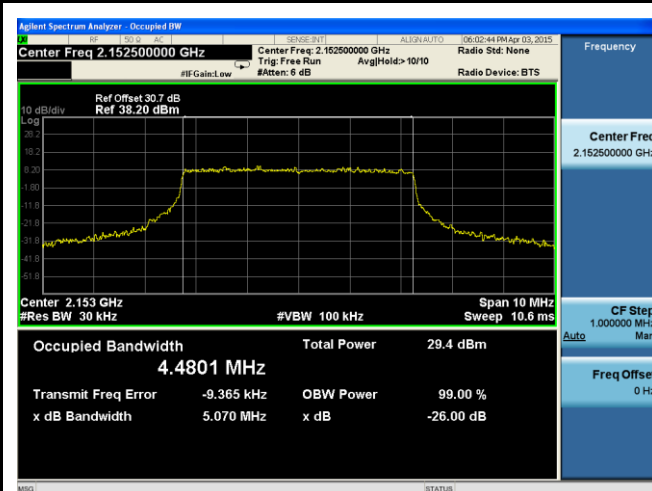 Agilent Spectrum Analyzer - Occupied BW
RF 50 Ω AC SENSE:INT ALIGN AUTO 06:02:44 PM Apr 03, 2015
Center Freq 2.152500000 GHz
Center Freq: 2.152500000 GHz
Radio Std: None
Trig: Free Run Avg|Hold:> 10/10
#IFGain:Low #Atten: 6 dB Radio Device: BTS
Frequency
Ref Offset 30.7 dB
10 dB/div Ref 38.20 dBm
Log
28.2
18.2
8.20
-1.80
-11.8
-21.8
-31.8
-41.8
-51.8
Center Freq
2.152500000 GHz
Center 2.153 GHz Span 10 MHz
#Res BW 30 kHz #VBW 100 kHz Sweep 10.6 ms
CF Step
1.000000 MHz
Auto Man
Occupied Bandwidth Total Power 29.4 dBm
4.4801 MHz
Transmit Freq Error -9.365 kHz OBW Power 99.00 %
x dB Bandwidth 5.070 MHz x dB -26.00 dB
Freq Offset
0 Hz
MSG STATUS